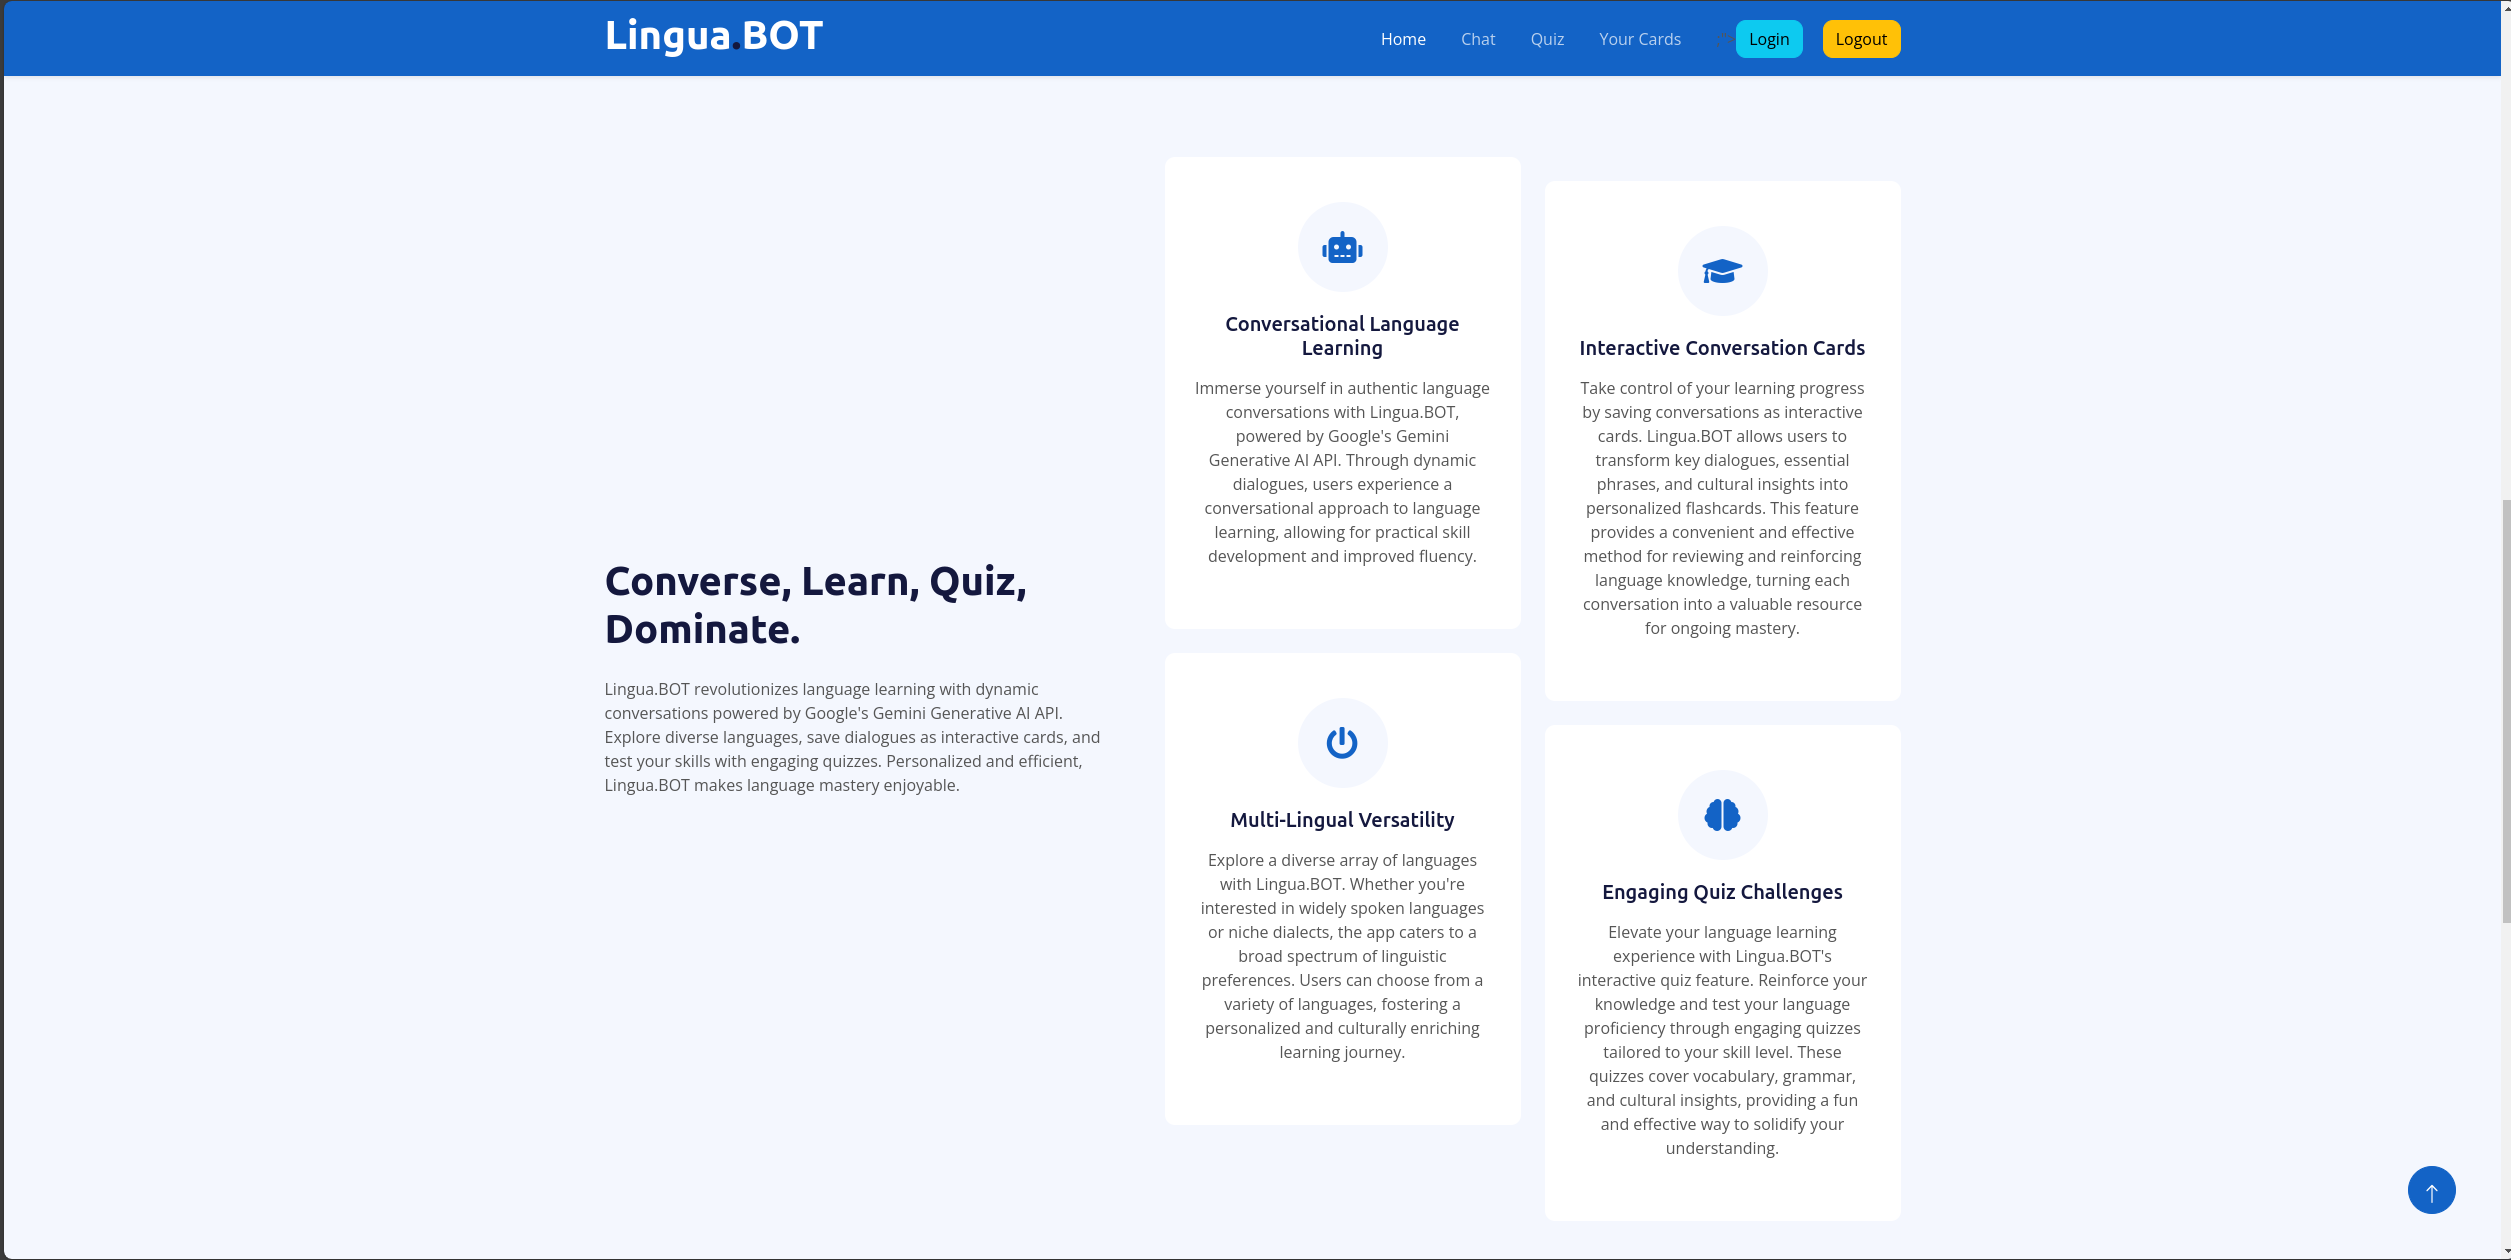 Lingua.BOT
Home
Chat
Quiz
Your Cards
Login
Logout
Converse, Learn, Quiz,
Dominate.
Lingua.BOT revolutionizes language learning with dynamic
conversations powered by Google's Gemini Generative AI API.
Explore diverse languages, save dialogues as interactive cards, and
test your skills with engaging quizzes. Personalized and efficient,
Lingua.BOT makes language mastery enjoyable.
Conversational Language
Learning
Immerse yourself in authentic language
conversations with Lingua.BOT,
powered by Google's Gemini
Generative AI API. Through dynamic
dialogues, users experience a
conversational approach to language
learning, allowing for practical skill
development and improved fluency.
Multi-Lingual Versatility
Explore a diverse array of languages
with Lingua.BOT. Whether you're
interested in widely spoken languages
or niche dialects, the app caters to a
broad spectrum of linguistic
preferences. Users can choose from a
variety of languages, fostering a
personalized and culturally enriching
learning journey.
Interactive Conversation Cards
Take control of your learning progress
by saving conversations as interactive
cards. Lingua.BOT allows users to
transform key dialogues, essential
phrases, and cultural insights into
personalized flashcards. This feature
provides a convenient and effective
method for reviewing and reinforcing
language knowledge, turning each
conversation into a valuable resource
for ongoing mastery.
Engaging Quiz Challenges
Elevate your language learning
experience with Lingua.BOT's
interactive quiz feature. Reinforce your
knowledge and test your language
proficiency through engaging quizzes
tailored to your skill level. These
quizzes cover vocabulary, grammar,
and cultural insights, providing a fun
and effective way to solidify your
understanding.